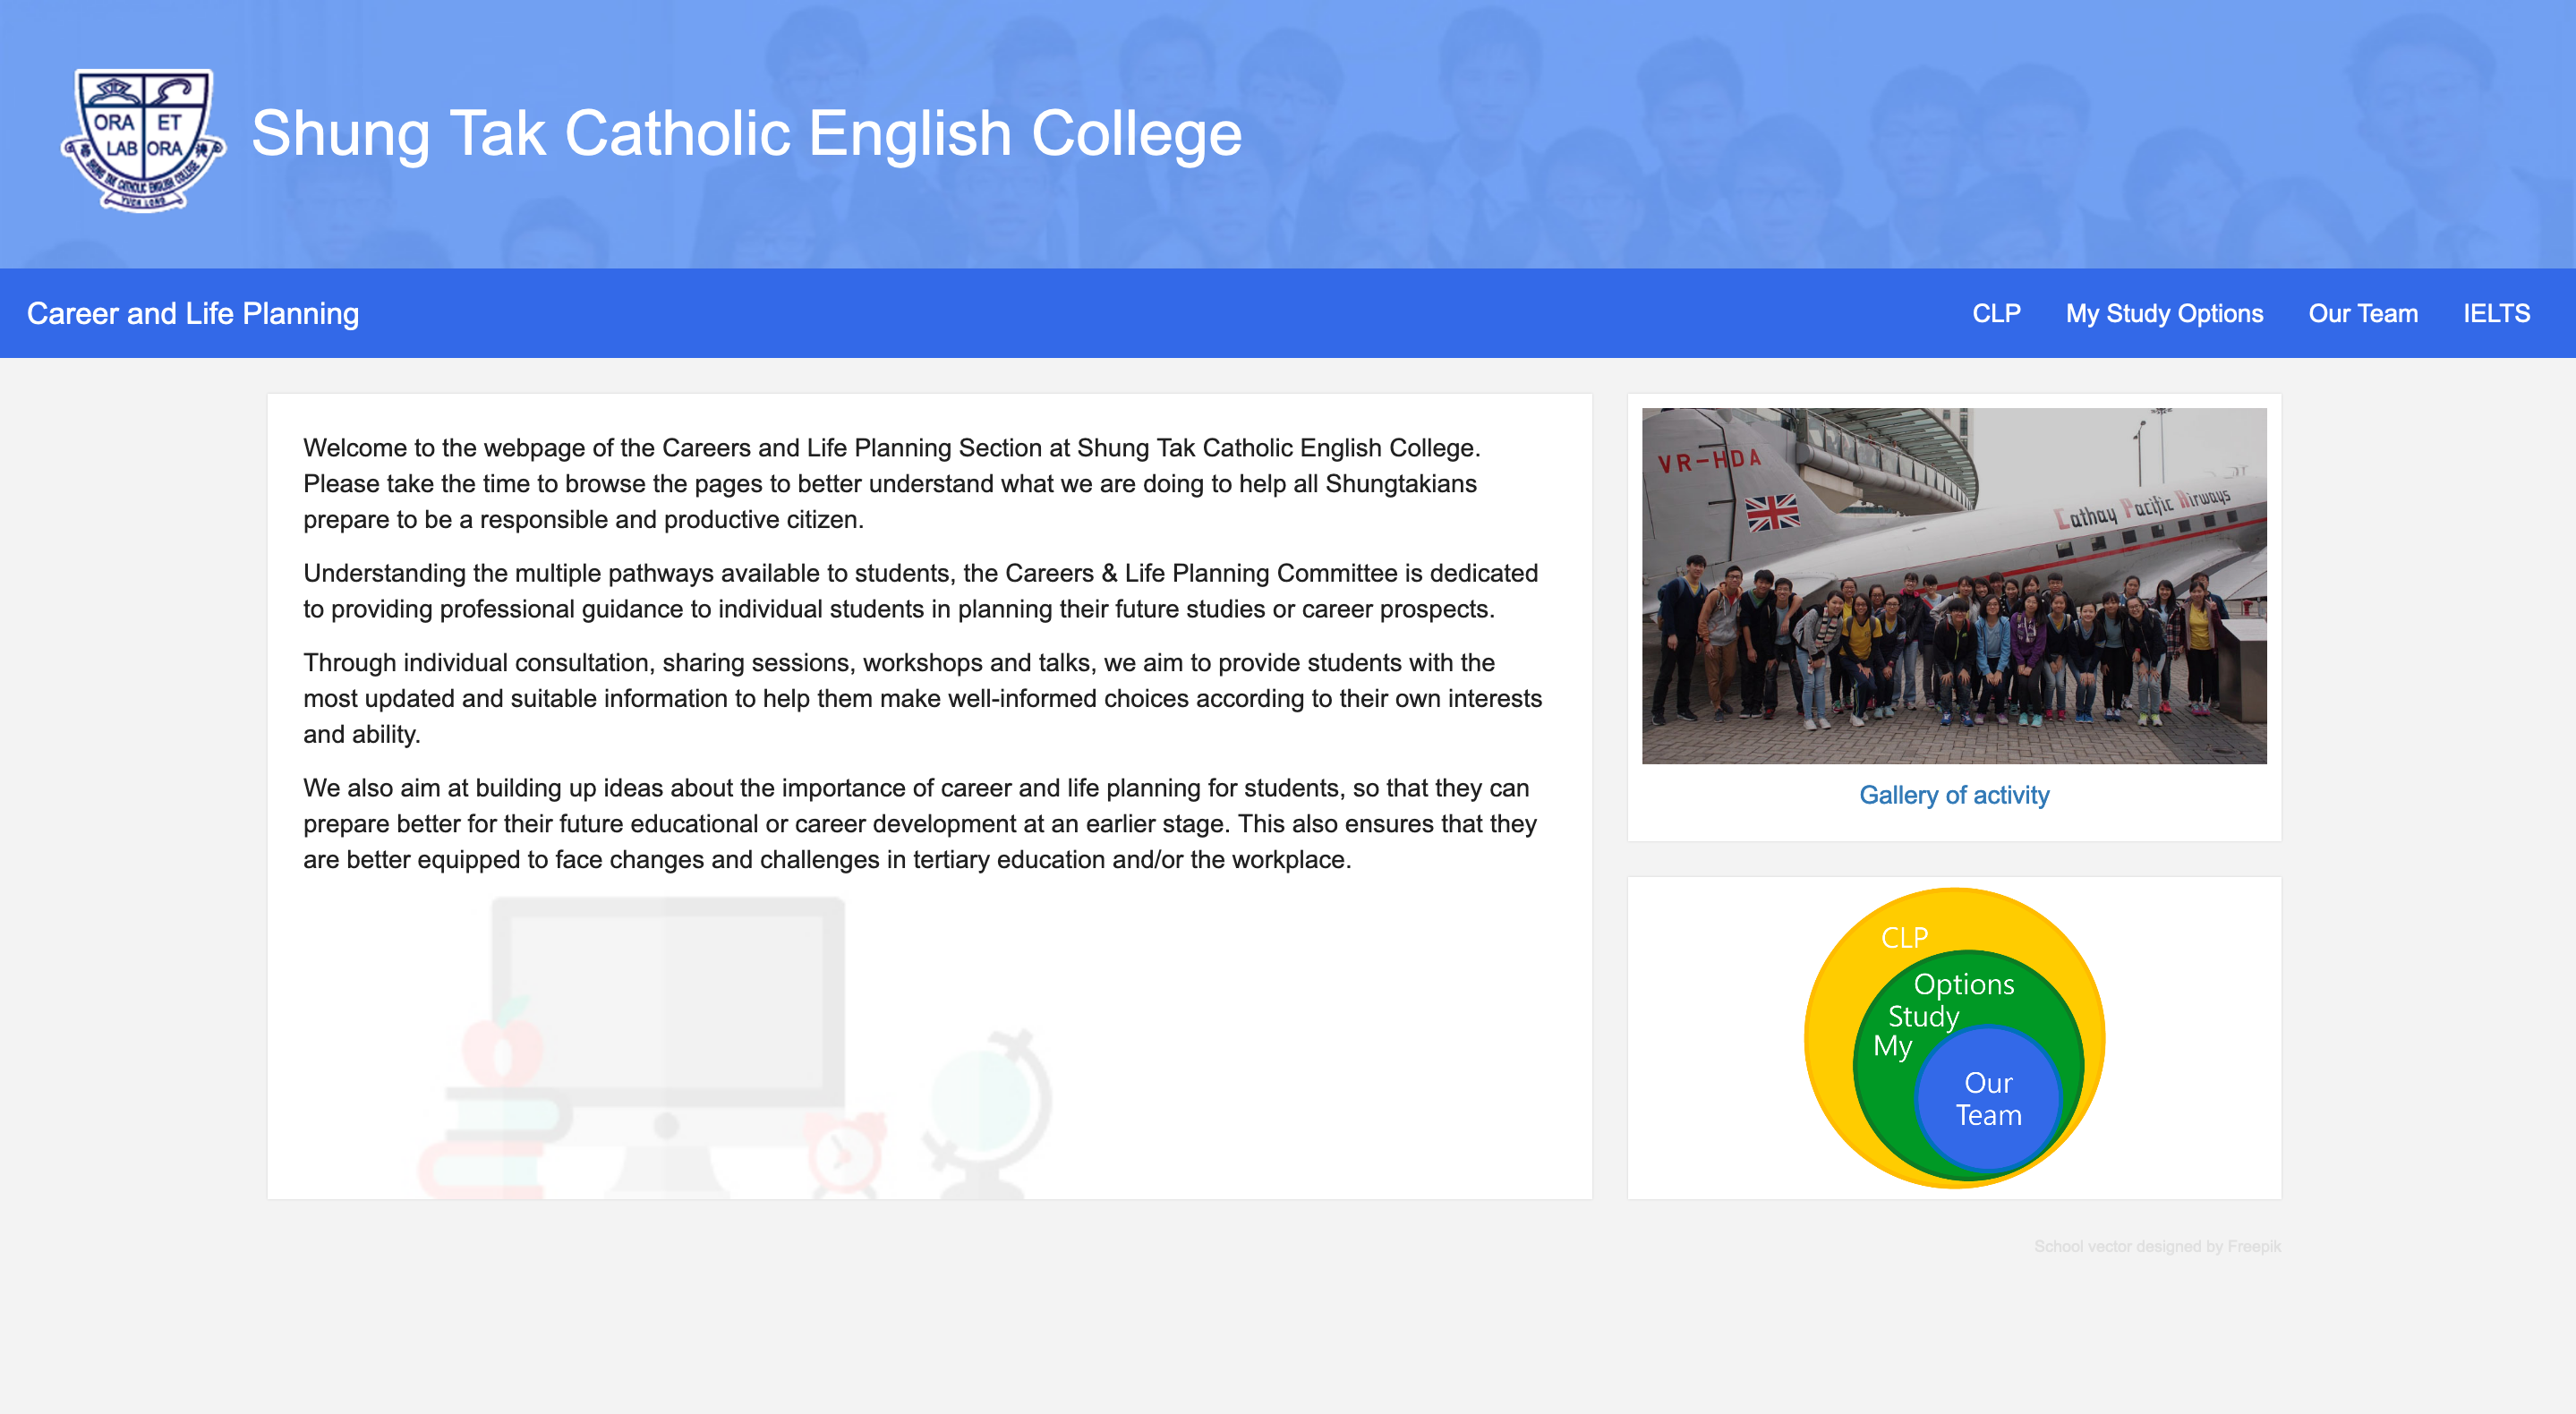 ORA ET
LAB ORA
SHUNG TAK CATHOLIC ENGLISH COLLEGE
YUEN LONG
Shung Tak Catholic English College
Career and Life Planning
CLP
My Study Options
Our Team
IELTS
Welcome to the webpage of the Careers and Life Planning Section at Shung Tak Catholic English College.
Please take the time to browse the pages to better understand what we are doing to help all Shungtakians
prepare to be a responsible and productive citizen.
Understanding the multiple pathways available to students, the Careers & Life Planning Committee is dedicated
to providing professional guidance to individual students in planning their future studies or career prospects.
Through individual consultation, sharing sessions, workshops and talks, we aim to provide students with the
most updated and suitable information to help them make well-informed choices according to their own interests
and ability.
We also aim at building up ideas about the importance of career and life planning for students, so that they can
prepare better for their future educational or career development at an earlier stage. This also ensures that they
are better equipped to face changes and challenges in tertiary education and/or the workplace.
VR-HDA
Cathay Pacific Airways
Gallery of activity
CLP
Options
Study
My
Our
Team
School vector designed by Freepik